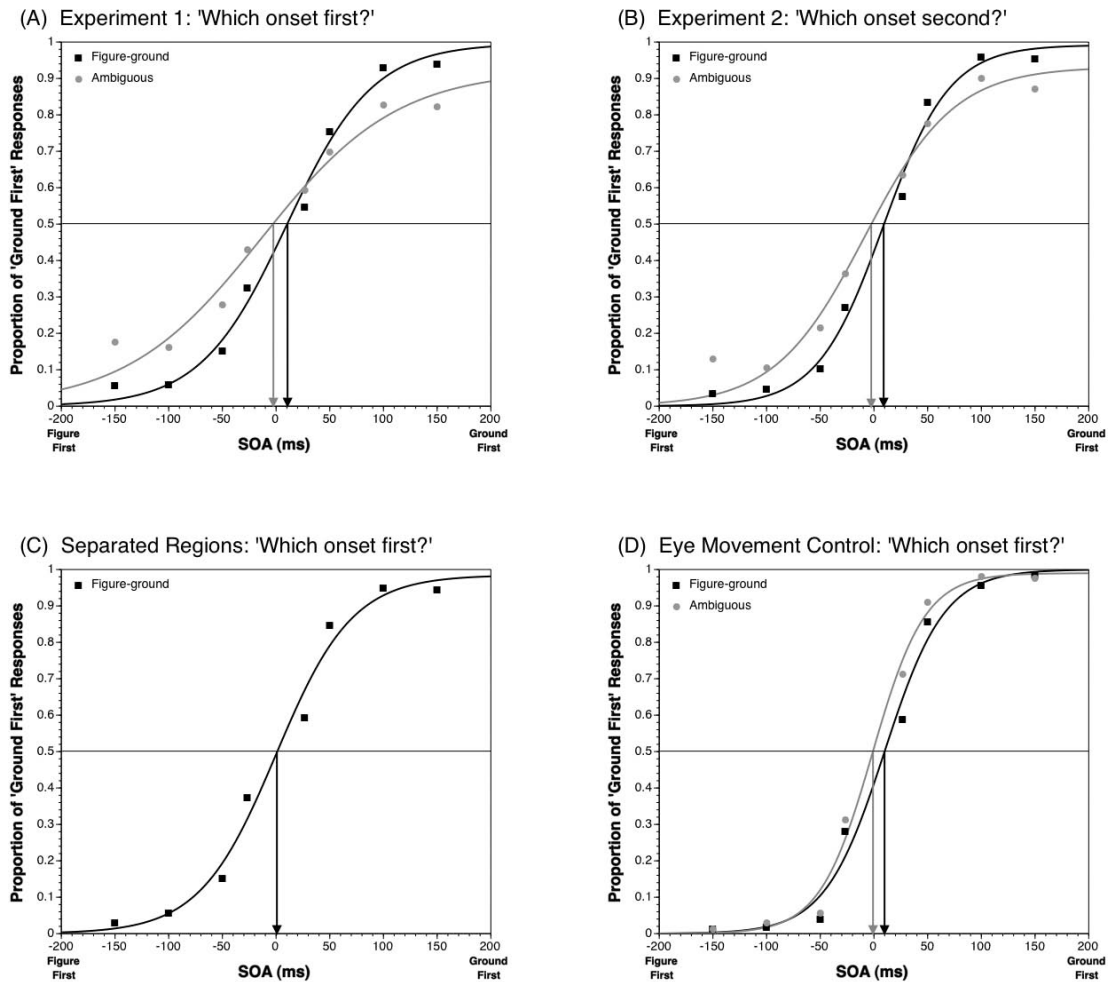 (A) Experiment 1: 'Which onset first?'
Proportion of 'Ground First' Responses
Figure-ground
Ambiguous
1
0.9
0.8
0.7
0.6
0.5
0.4
0.3
0.2
0.1
0
-200 -150 -100 -50 0 50 100 150 200
Figure First
SOA (ms)
Ground First
(B) Experiment 2: 'Which onset second?'
Proportion of 'Ground First' Responses
Figure-ground
Ambiguous
1
0.9
0.8
0.7
0.6
0.5
0.4
0.3
0.2
0.1
0
-200 -150 -100 -50 0 50 100 150 200
Figure First
SOA (ms)
Ground First
(C) Separated Regions: 'Which onset first?'
Proportion of 'Ground First' Responses
Figure-ground
1
0.9
0.8
0.7
0.6
0.5
0.4
0.3
0.2
0.1
0
-200 -150 -100 -50 0 50 100 150 200
Figure First
SOA (ms)
Ground First
(D) Eye Movement Control: 'Which onset first?'
Proportion of 'Ground First' Responses
Figure-ground
Ambiguous
1
0.9
0.8
0.7
0.6
0.5
0.4
0.3
0.2
0.1
0
-200 -150 -100 -50 0 50 100 150 200
Figure First
SOA (ms)
Ground First